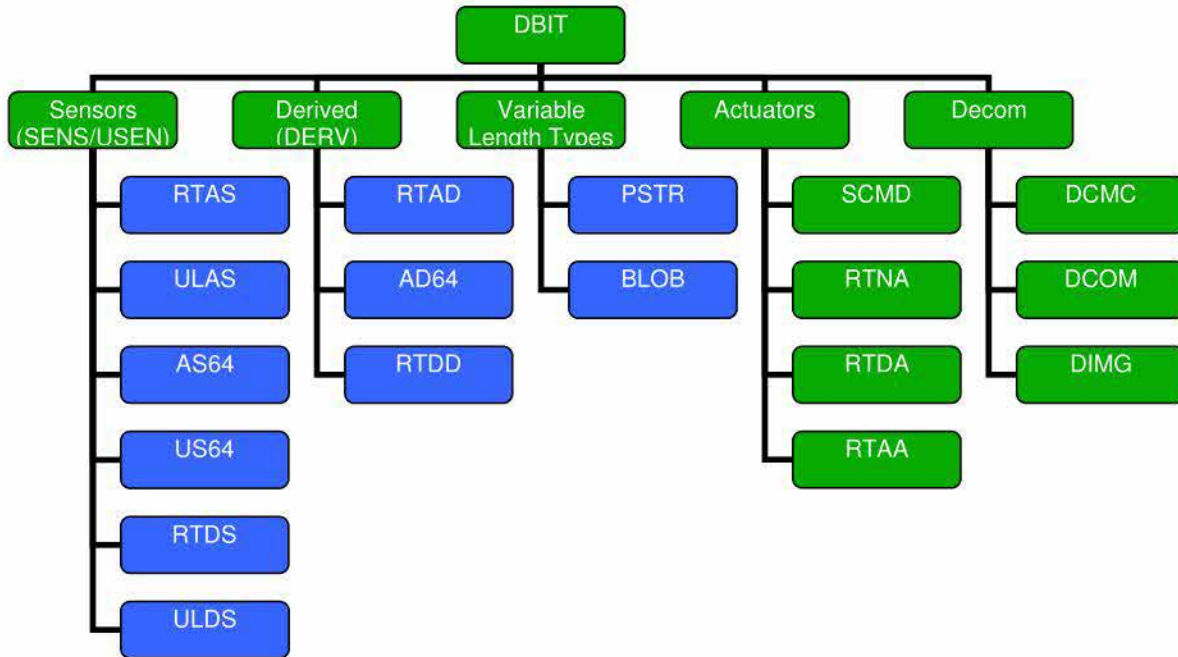 DBIT
Sensors
(SENS/USEN)
Derived
(DERV)
Variable
Length Types
Actuators
Decom
RTAS
ULAS
AS64
US64
RTDS
ULDS
RTAD
AD64
RTDD
PSTR
BLOB
SCMD
RTNA
RTDA
RTAA
DCMC
DCOM
DIMG